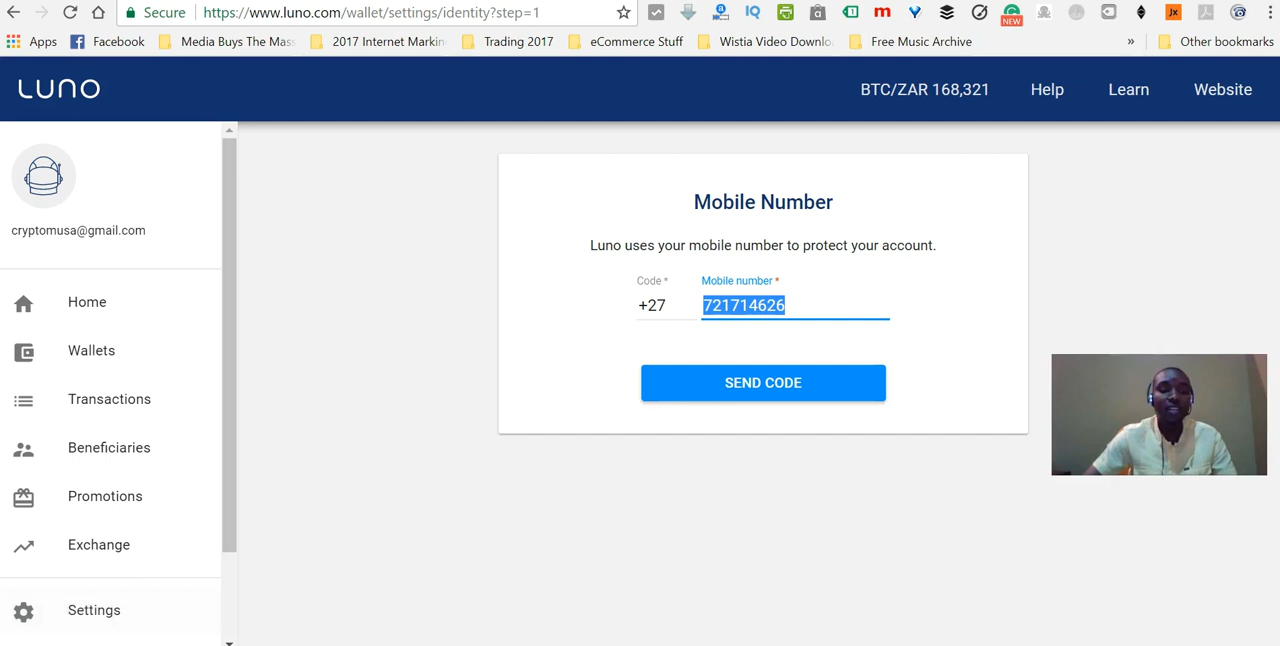 Secure https://www.luno.com/wallet/settings/identity?step=1
NEW
Apps Facebook Media Buys The Mass 2017 Internet Markin Trading 2017 eCommerce Stuff Wistia Video Downlo Free Music Archive » Other bookmarks
LUNO
BTC/ZAR 168,321 Help Learn Website
cryptomusa@gmail.com
Home
Wallets
Transactions
Beneficiaries
Promotions
Exchange
Settings
Mobile Number
Luno uses your mobile number to protect your account.
Code * Mobile number *
+27 721714626
SEND CODE